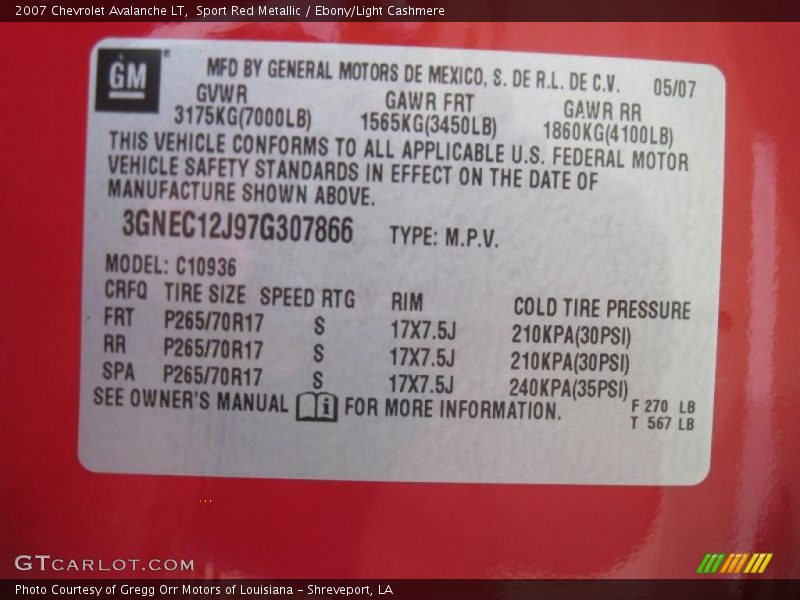 2007 Chevrolet Avalanche LT, Sport Red Metallic / Ebony/Light Cashmere
GM
MFD BY GENERAL MOTORS DE MEXICO, S. DE R.L. DE C.V. 05/07
GVWR GAWR FRT GAWR RR
3175KG(7000LB) 1565KG(3450LB) 1860KG(4100LB)
THIS VEHICLE CONFORMS TO ALL APPLICABLE U.S. FEDERAL MOTOR
VEHICLE SAFETY STANDARDS IN EFFECT ON THE DATE OF
MANUFACTURE SHOWN ABOVE.
3GNEC12J97G307866 TYPE: M.P.V.
MODEL: C10936
CRFQ TIRE SIZE SPEED RTG RIM COLD TIRE PRESSURE
FRT P265/70R17 S 17X7.5J 210KPA(30PSI)
RR P265/70R17 S 17X7.5J 210KPA(30PSI)
SPA P265/70R17 S 17X7.5J 240KPA(35PSI)
SEE OWNER'S MANUAL i FOR MORE INFORMATION.
F 270 LB
T 567 LB
GTCARLOT.COM
Photo Courtesy of Gregg Orr Motors of Louisiana - Shreveport, LA